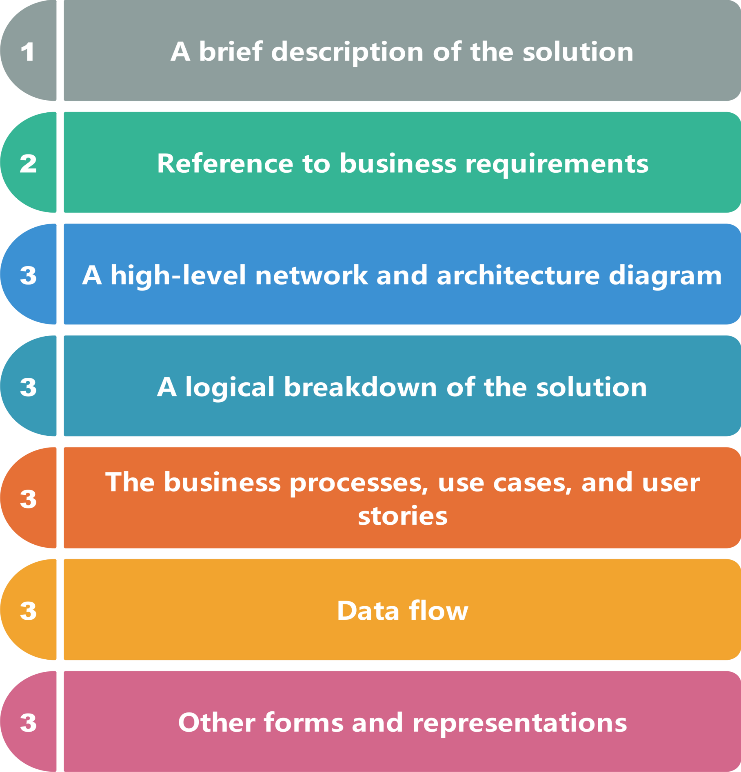 1
A brief description of the solution
2
Reference to business requirements
3
A high-level network and architecture diagram
3
A logical breakdown of the solution
3
The business processes, use cases, and user
stories
3
Data flow
3
Other forms and representations